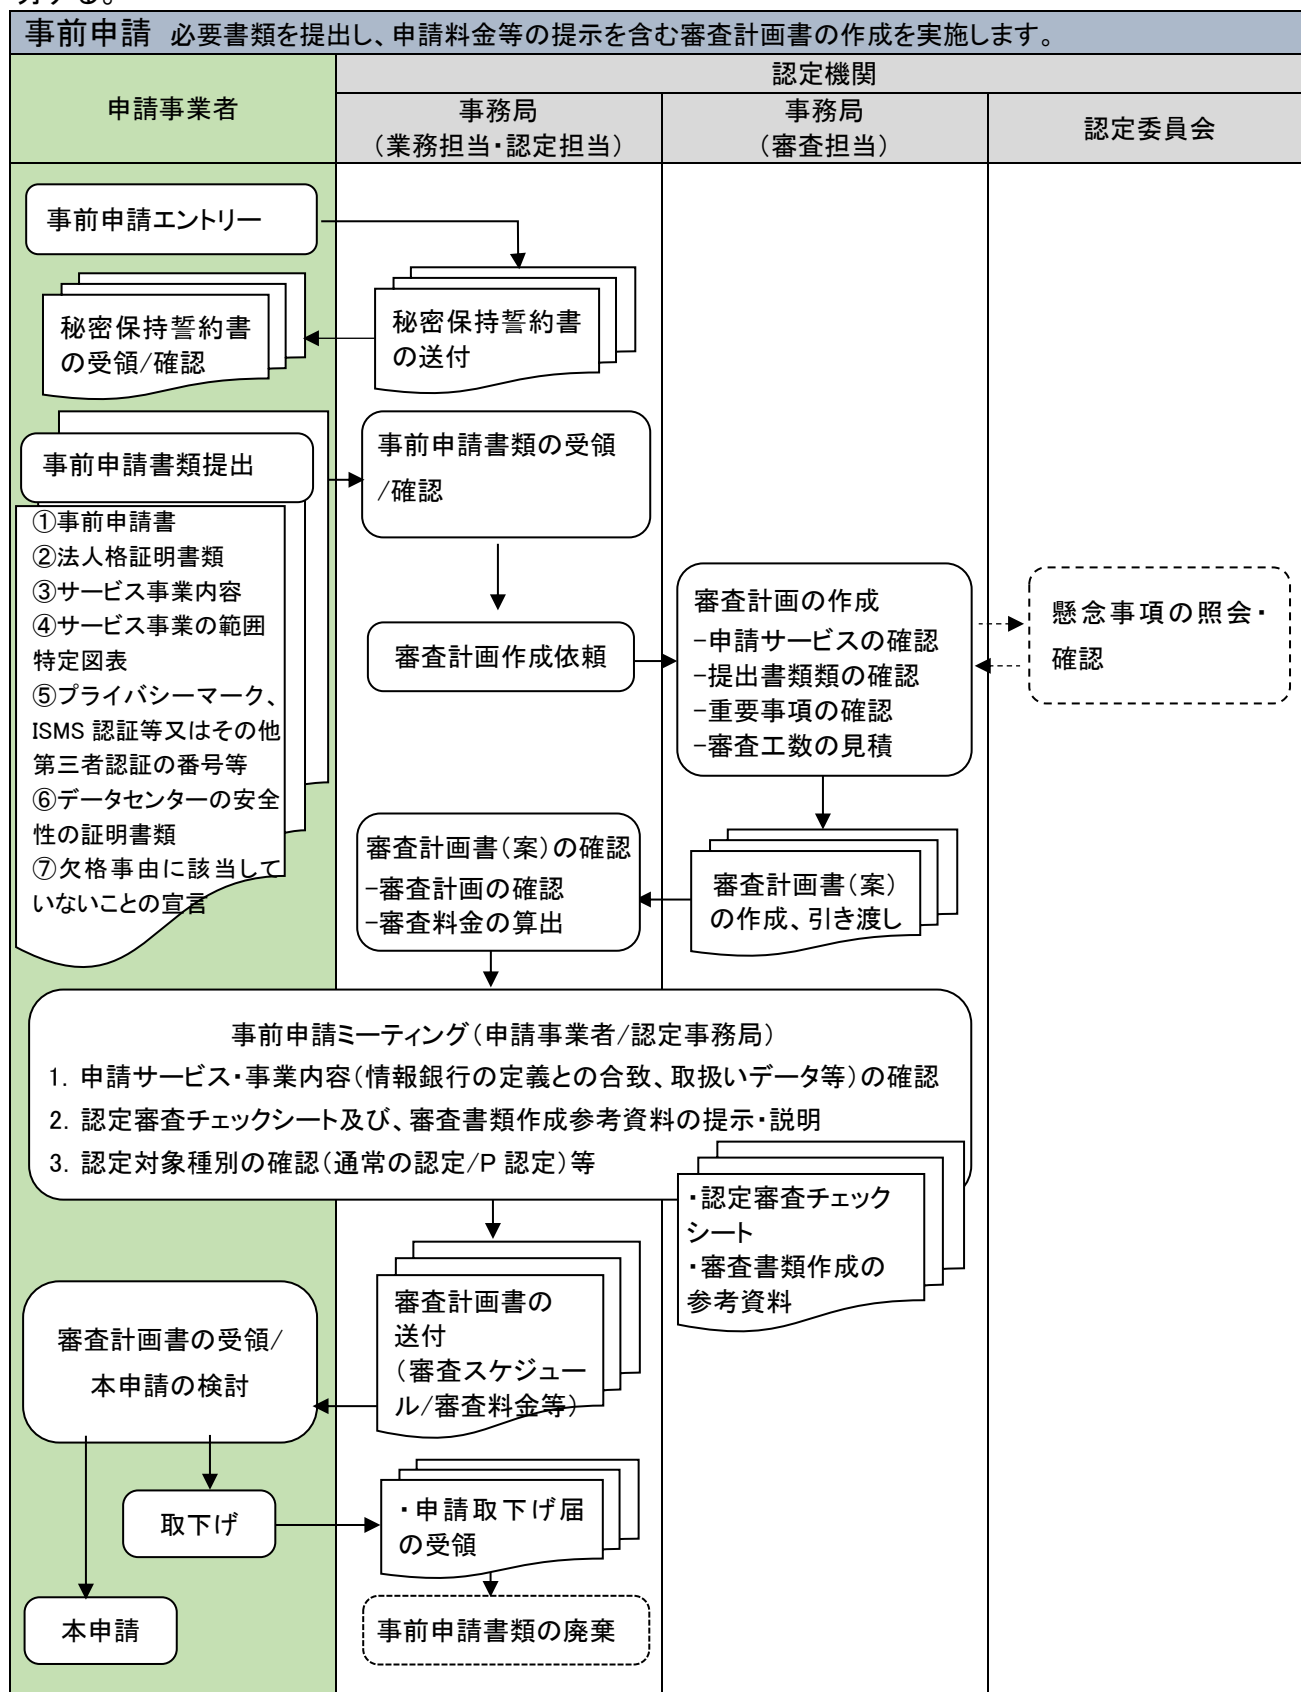 分する。
事前申請 必要書類を提出し、申請料金等の提示を含む審査計画書の作成を実施します。
申請事業者
認定機関
事務局
（業務担当・認定担当）
事務局
（審査担当）
認定委員会
事前申請エントリー
秘密保持誓約書
の受領/確認
秘密保持誓約書
の送付
事前申請書類提出
①事前申請書
②法人格証明書類
③サービス事業内容
④サービス事業の範囲
特定図表
⑤プライバシーマーク、
ISMS 認証等又はその他
第三者認証の番号等
⑥データセンターの安全
性の証明書類
⑦欠格事由に該当して
いないことの宣言
事前申請書類の受領
/確認
審査計画作成依頼
審査計画の作成
-申請サービスの確認
-提出書類類の確認
-重要事項の確認
-審査工数の見積
懸念事項の照会・
確認
審査計画書（案）の確認
-審査計画の確認
-審査料金の算出
審査計画書（案）
の作成、引き渡し
事前申請ミーティング（申請事業者/認定事務局）
1. 申請サービス・事業内容（情報銀行の定義との合致、取扱いデータ等）の確認
2. 認定審査チェックシート及び、審査書類作成参考資料の提示・説明
3. 認定対象種別の確認（通常の認定/P 認定）等
・認定審査チェック
シート
・審査書類作成の
参考資料
審査計画書の
送付
（審査スケジュー
ル/審査料金等）
審査計画書の受領/
本申請の検討
取下げ
・申請取下げ届
の受領
本申請
事前申請書類の廃棄